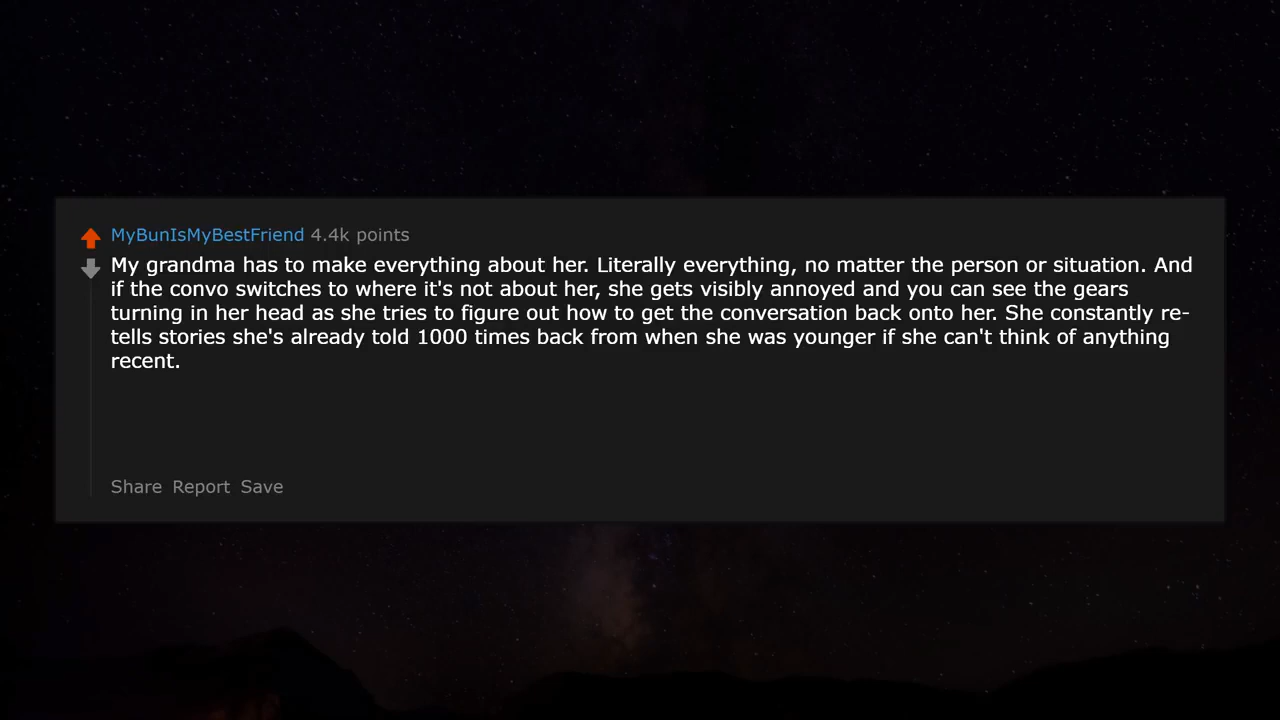 MyBunIsMyBestFriend 4.4k points
My grandma has to make everything about her. Literally everything, no matter the person or situation. And
if the convo switches to where it's not about her, she gets visibly annoyed and you can see the gears
turning in her head as she tries to figure out how to get the conversation back onto her. She constantly re-
tells stories she's already told 1000 times back from when she was younger if she can't think of anything
recent.
Share Report Save